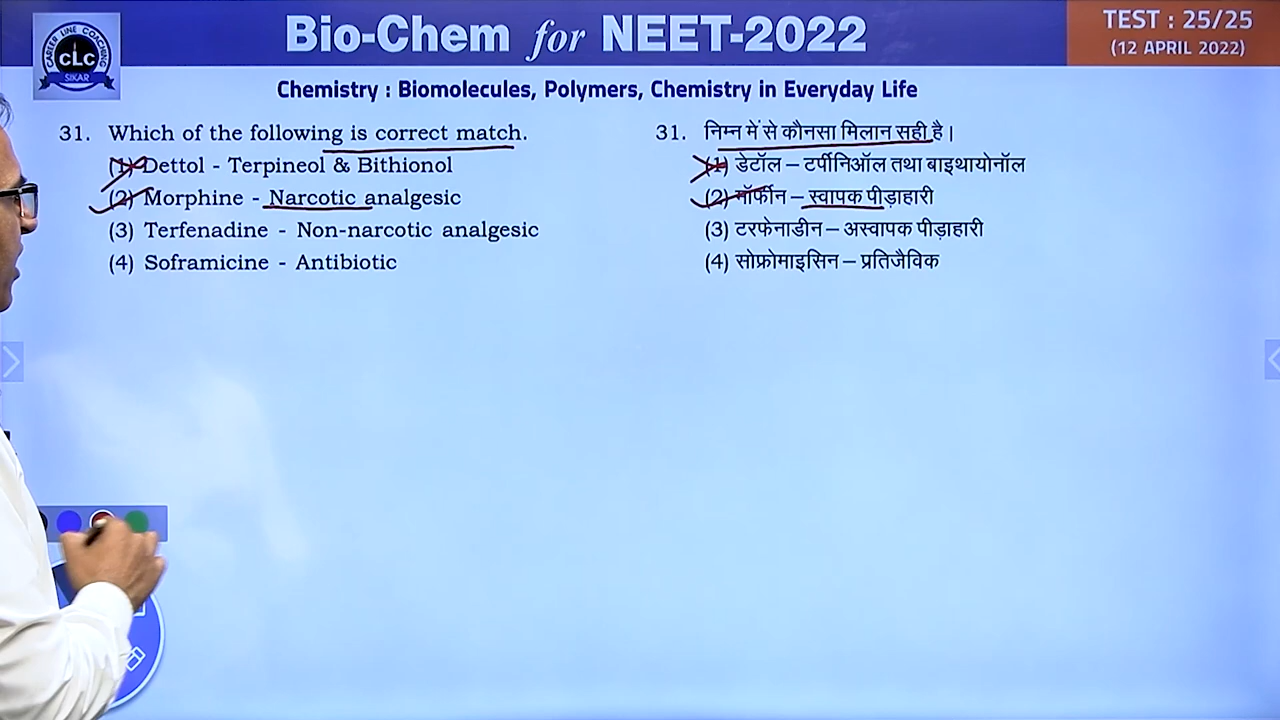 CAREER LINE COACHING
CLC
SIKAR
Bio-Chem for NEET-2022
TEST : 25/25
(12 APRIL 2022)
Chemistry : Biomolecules, Polymers, Chemistry in Everyday Life
31. Which of the following is correct match.
(1) Dettol - Terpineol & Bithionol
(2) Morphine - Narcotic analgesic
(3) Terfenadine - Non-narcotic analgesic
(4) Soframicine - Antibiotic
31. निम्न में से कौनसा मिलान सही है।
(1) डेटॉल – टर्पीनिऑल तथा बाइथायोनॉल
(2) मॉर्फीन – स्वापक पीड़ाहारी
(3) टरफेनाडीन – अस्वापक पीड़ाहारी
(4) सोफ्रोमाइसिन – प्रतिजैविक